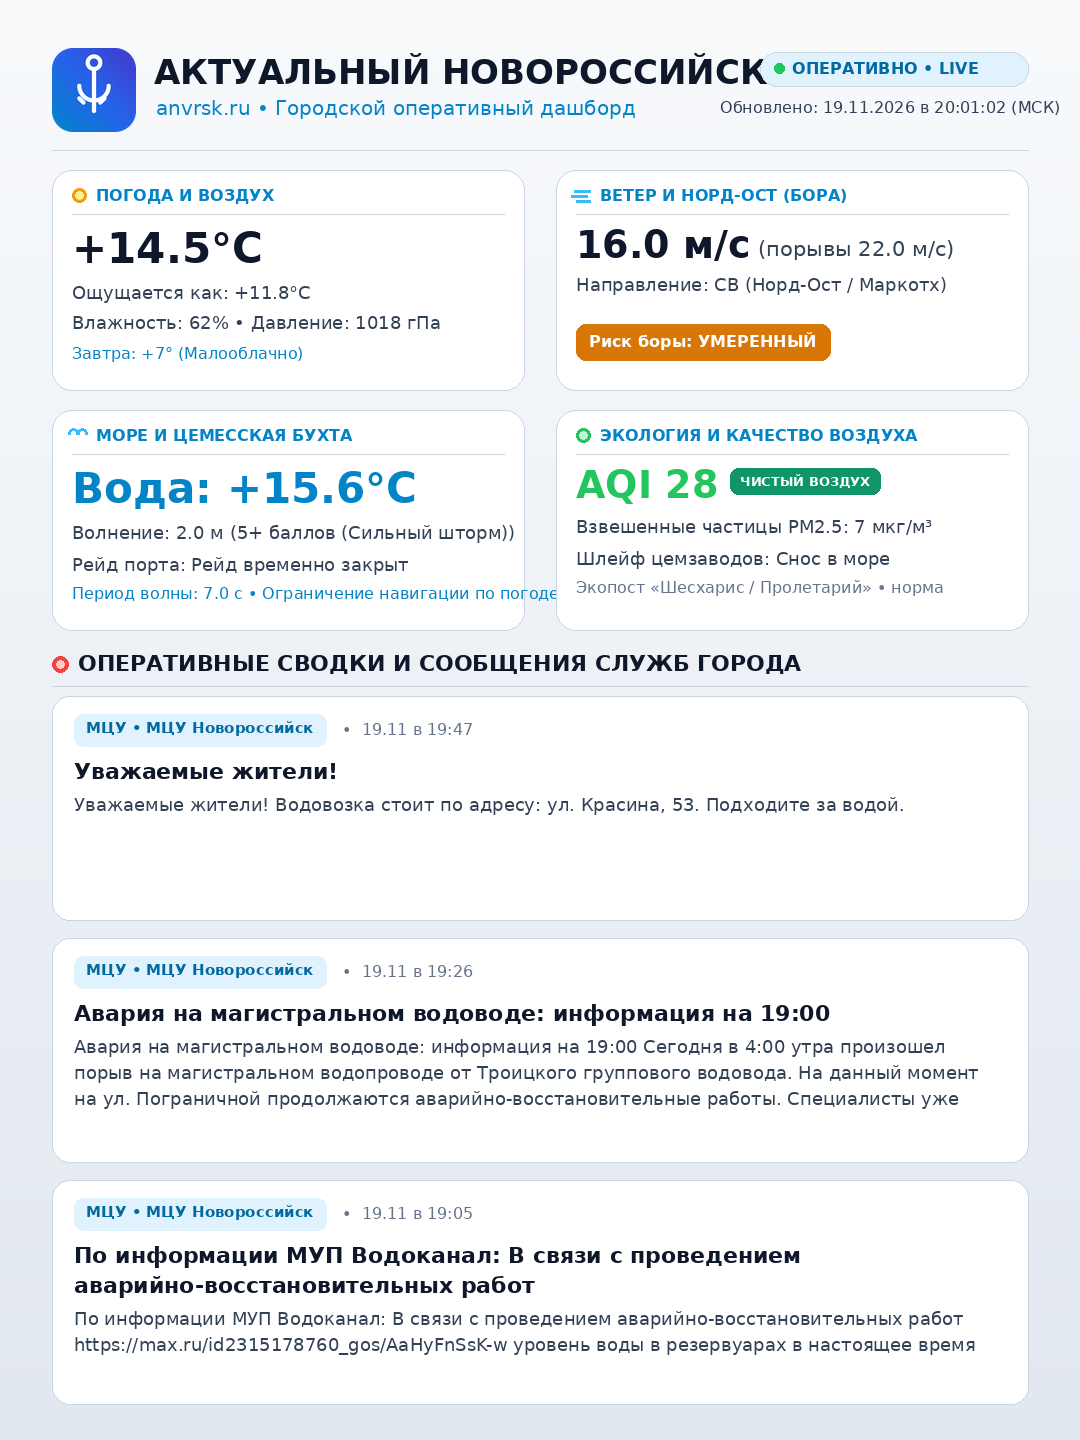 АКТУАЛЬНЫЙ НОВОРОССИЙСК
ОПЕРАТИВНО • LIVE
anvrsk.ru • Городской оперативный дашборд
Обновлено: 19.11.2026 в 20:01:02 (МСК)
ПОГОДА И ВОЗДУХ
+14.5°C
Ощущается как: +11.8°C
Влажность: 62% • Давление: 1018 гПа
Завтра: +7° (Малооблачно)
ВЕТЕР И НОРД-ОСТ (БОРА)
16.0 м/с (порывы 22.0 м/с)
Направление: СВ (Норд-Ост / Маркотх)
Риск боры: УМЕРЕННЫЙ
МОРЕ И ЦЕМЕССКАЯ БУХТА
Вода: +15.6°C
Волнение: 2.0 м (5+ баллов (Сильный шторм))
Рейд порта: Рейд временно закрыт
Период волны: 7.0 с • Ограничение навигации по погоде
ЭКОЛОГИЯ И КАЧЕСТВО ВОЗДУХА
AQI 28 ЧИСТЫЙ ВОЗДУХ
Взвешенные частицы PM2.5: 7 мкг/м³
Шлейф цемзаводов: Снос в море
Экопост «Шесхарис / Пролетарий» • норма
ОПЕРАТИВНЫЕ СВОДКИ И СООБЩЕНИЯ СЛУЖБ ГОРОДА
МЦУ • МЦУ Новороссийск • 19.11 в 19:47
Уважаемые жители!
Уважаемые жители! Водовозка стоит по адресу: ул. Красина, 53. Подходите за водой.
МЦУ • МЦУ Новороссийск • 19.11 в 19:26
Авария на магистральном водоводе: информация на 19:00
Авария на магистральном водоводе: информация на 19:00 Сегодня в 4:00 утра произошел
порыв на магистральном водопроводе от Троицкого группового водовода. На данный момент
на ул. Пограничной продолжаются аварийно-восстановительные работы. Специалисты уже
МЦУ • МЦУ Новороссийск • 19.11 в 19:05
По информации МУП Водоканал: В связи с проведением
аварийно-восстановительных работ
По информации МУП Водоканал: В связи с проведением аварийно-восстановительных работ
https://max.ru/id2315178760_gos/AaHyFnSsK-w уровень воды в резервуарах в настоящее время